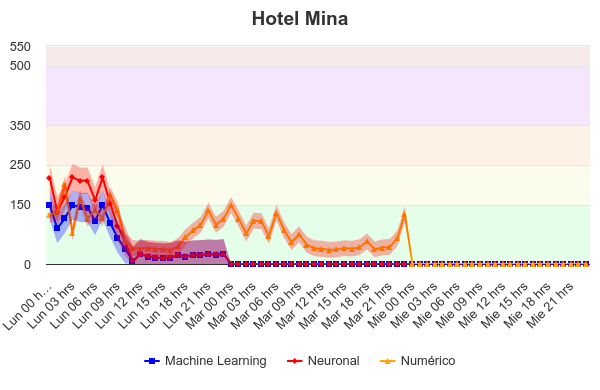 Hotel Mina
550
500
350
250
150
0
Lun 00 h...
Lun 03 hrs
Lun 06 hrs
Lun 09 hrs
Lun 12 hrs
Lun 15 hrs
Lun 18 hrs
Lun 21 hrs
Mar 00 hrs
Mar 03 hrs
Mar 06 hrs
Mar 09 hrs
Mar 12 hrs
Mar 15 hrs
Mar 18 hrs
Mar 21 hrs
Mie 00 hrs
Mie 03 hrs
Mie 06 hrs
Mie 09 hrs
Mie 12 hrs
Mie 15 hrs
Mie 18 hrs
Mie 21 hrs
Machine Learning Neuronal Numérico